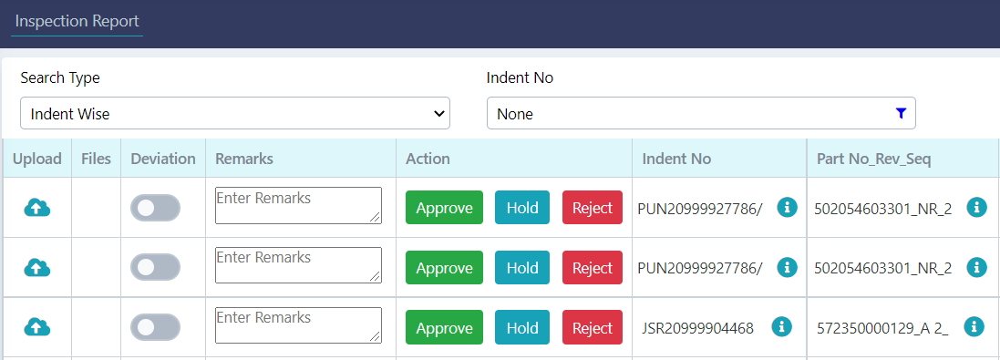 Inspection Report
Search Type Indent No
Indent Wise None
Upload Files Deviation Remarks Action Indent No Part No_Rev_Seq
Enter Remarks Approve Hold Reject PUN20999927786/ 502054603301_NR_2
Enter Remarks Approve Hold Reject PUN20999927786/ 502054603301_NR_2
Enter Remarks Approve Hold Reject JSR20999904468 572350000129_A 2_